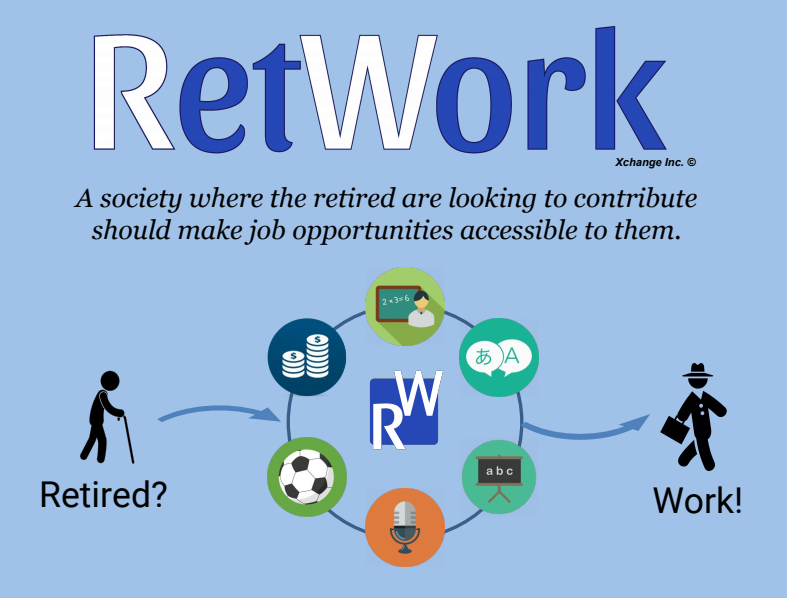 RetWork
Xchange Inc. ©
A society where the retired are looking to contribute
should make job opportunities accessible to them.
2×3=6
$ $
あ A
RW
a b c
Retired?
Work!